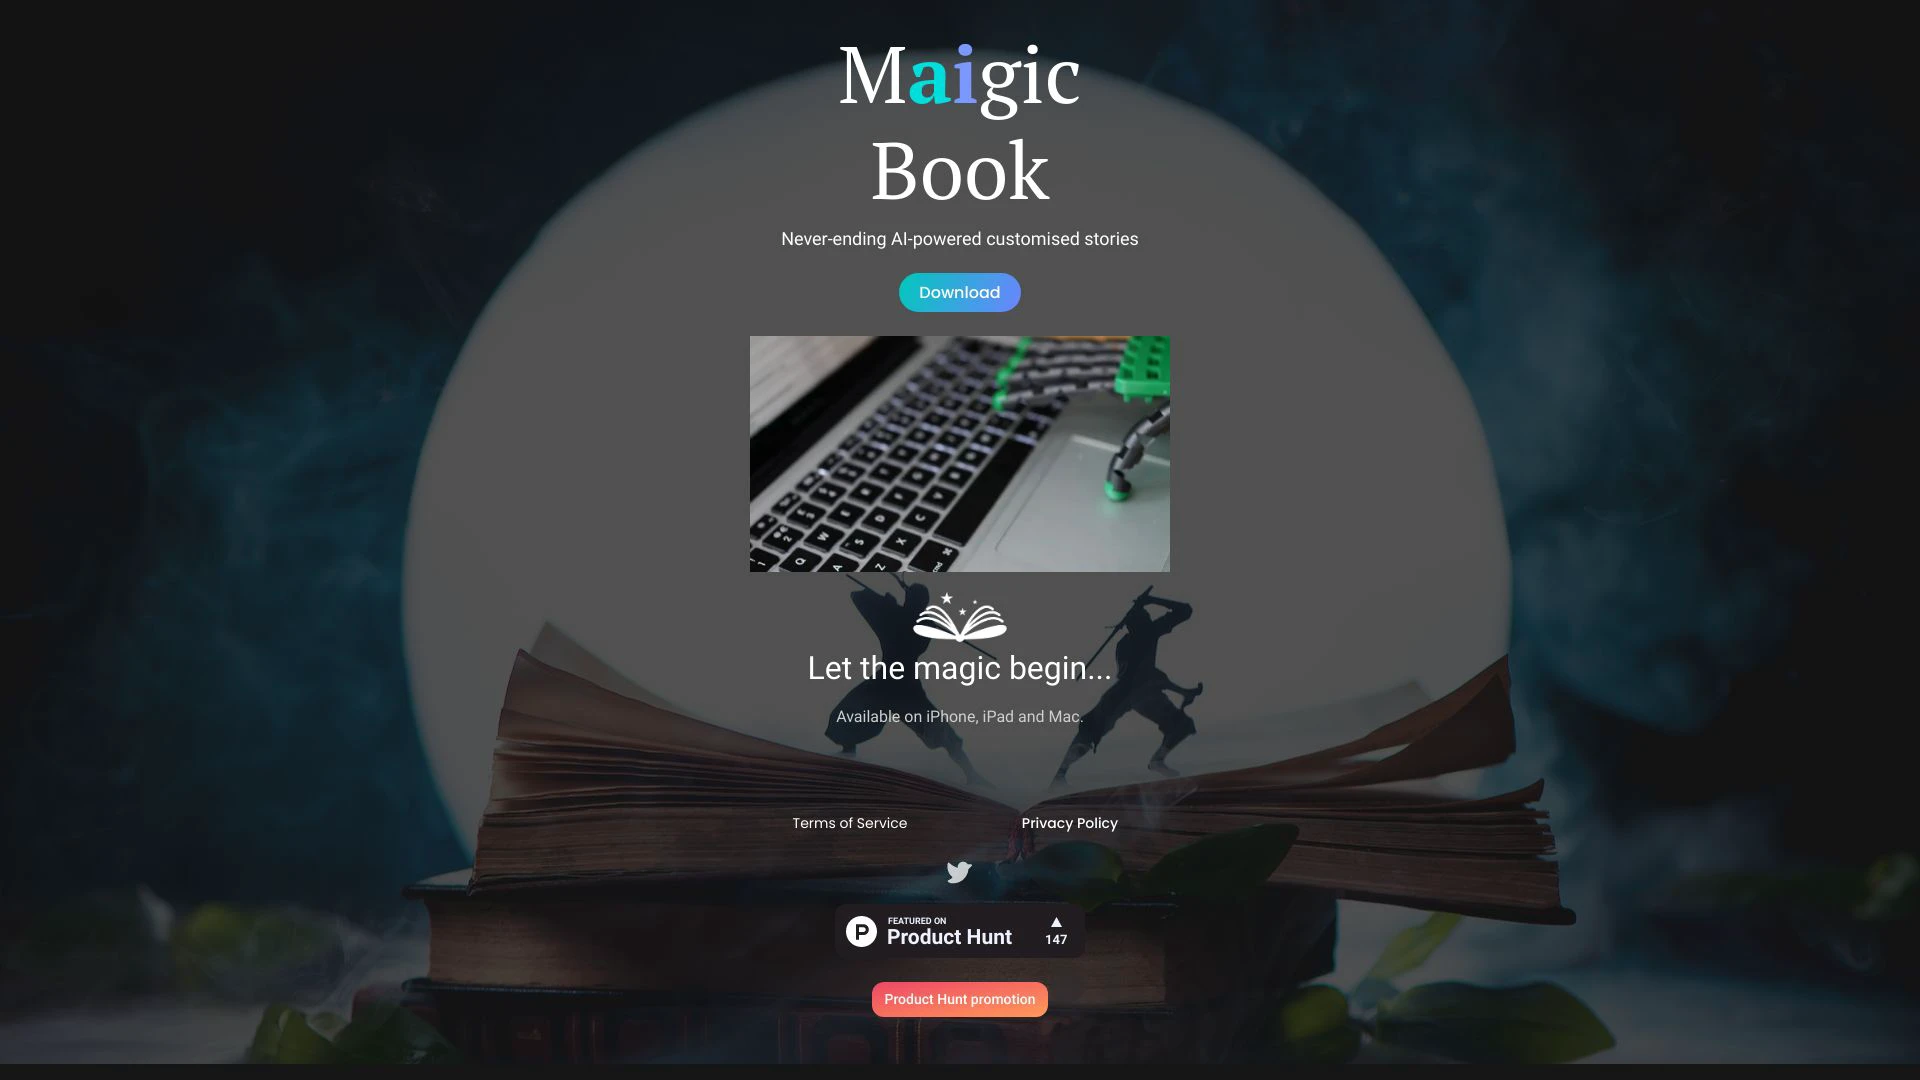 Maigic
Book
Never-ending AI-powered customised stories
Download
Let the magic begin...
Available on iPhone, iPad and Mac.
Terms of Service
Privacy Policy
FEATURED ON
Product Hunt
147
Product Hunt promotion